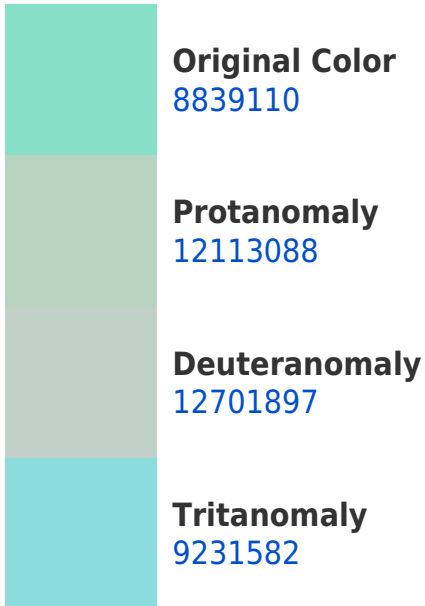 Original Color
8839110
Protanomaly
12113088
Deuteranomaly
12701897
Tritanomaly
9231582